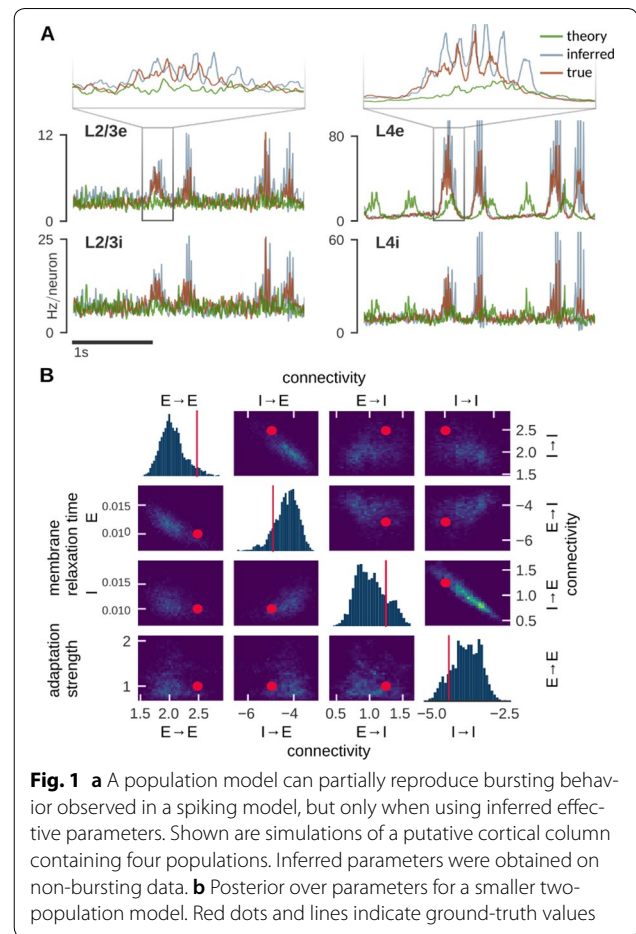 A
theory
inferred
true
12
L2/3e
0
80
L4e
0
25
L2/3i
0
Hz/neuron
60
L4i
0
1s
B
connectivity
E→E
I→E
E→I
I→I
2.5
2.0
1.5
I→I
membrane
relaxation time
E
0.015
0.010
−4
−6
E→I
connectivity
I
0.015
0.010
1.5
1.0
0.5
I→E
adaptation
strength
2
1
E→E
1.5 2.0 2.5
−6 −4
0.5 1.0 1.5
−5.0 −2.5
E→E
I→E
E→I
I→I
connectivity
Fig. 1 a A population model can partially reproduce bursting behav-
ior observed in a spiking model, but only when using inferred effec-
tive parameters. Shown are simulations of a putative cortical column
containing four populations. Inferred parameters were obtained on
non-bursting data. b Posterior over parameters for a smaller two-
population model. Red dots and lines indicate ground-truth values